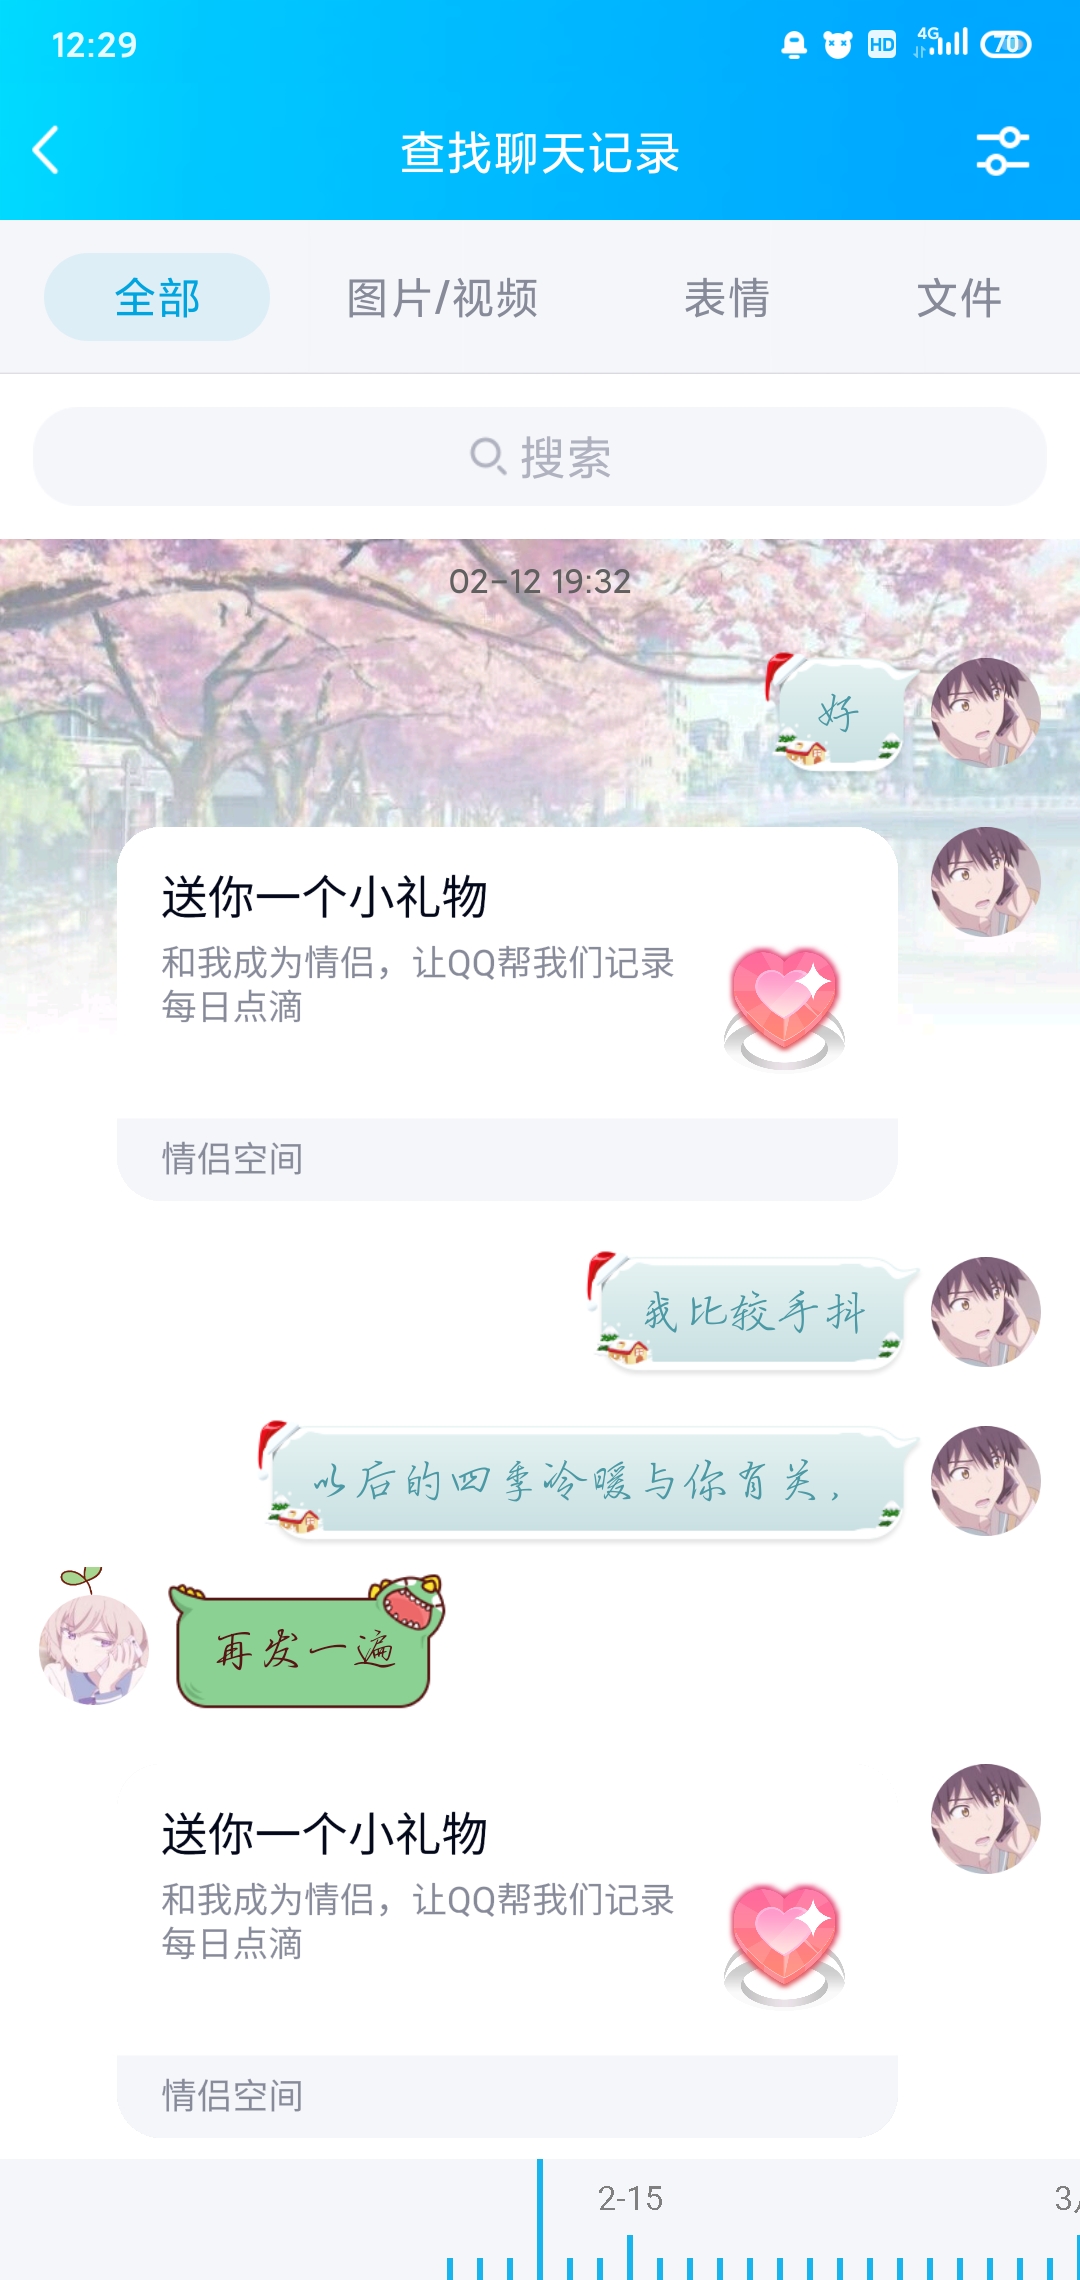 12:29
HD
4G
70
查找聊天记录
全部
图片/视频
表情
文件
搜索
02-12 19:32
好
送你一个小礼物
和我成为情侣，让QQ帮我们记录
每日点滴
情侣空间
我比较手抖
以后的四季冷暖与你有关，
再发一遍
送你一个小礼物
和我成为情侣，让QQ帮我们记录
每日点滴
情侣空间
2-15